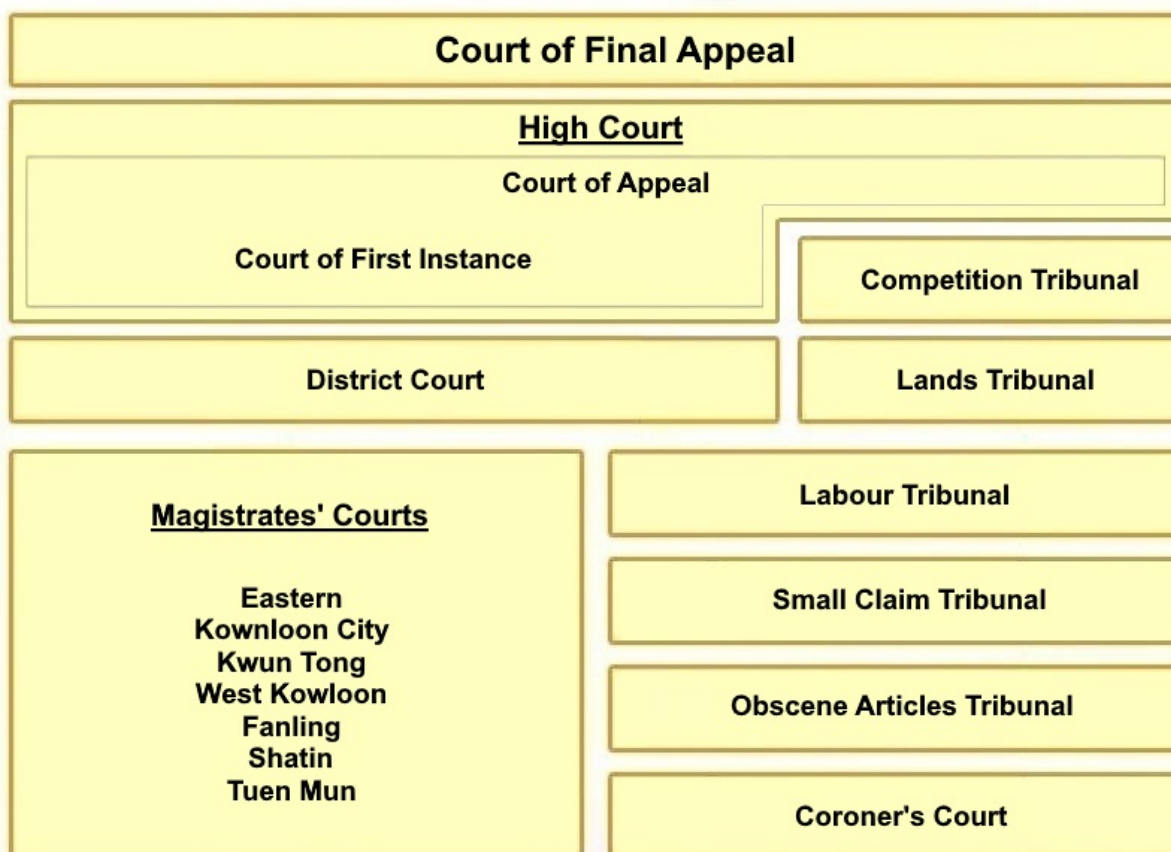 Court of Final Appeal
High Court
Court of Appeal
Court of First Instance
Competition Tribunal
District Court
Lands Tribunal
Magistrates' Courts
Eastern
Kownloon City
Kwun Tong
West Kowloon
Fanling
Shatin
Tuen Mun
Labour Tribunal
Small Claim Tribunal
Obscene Articles Tribunal
Coroner's Court